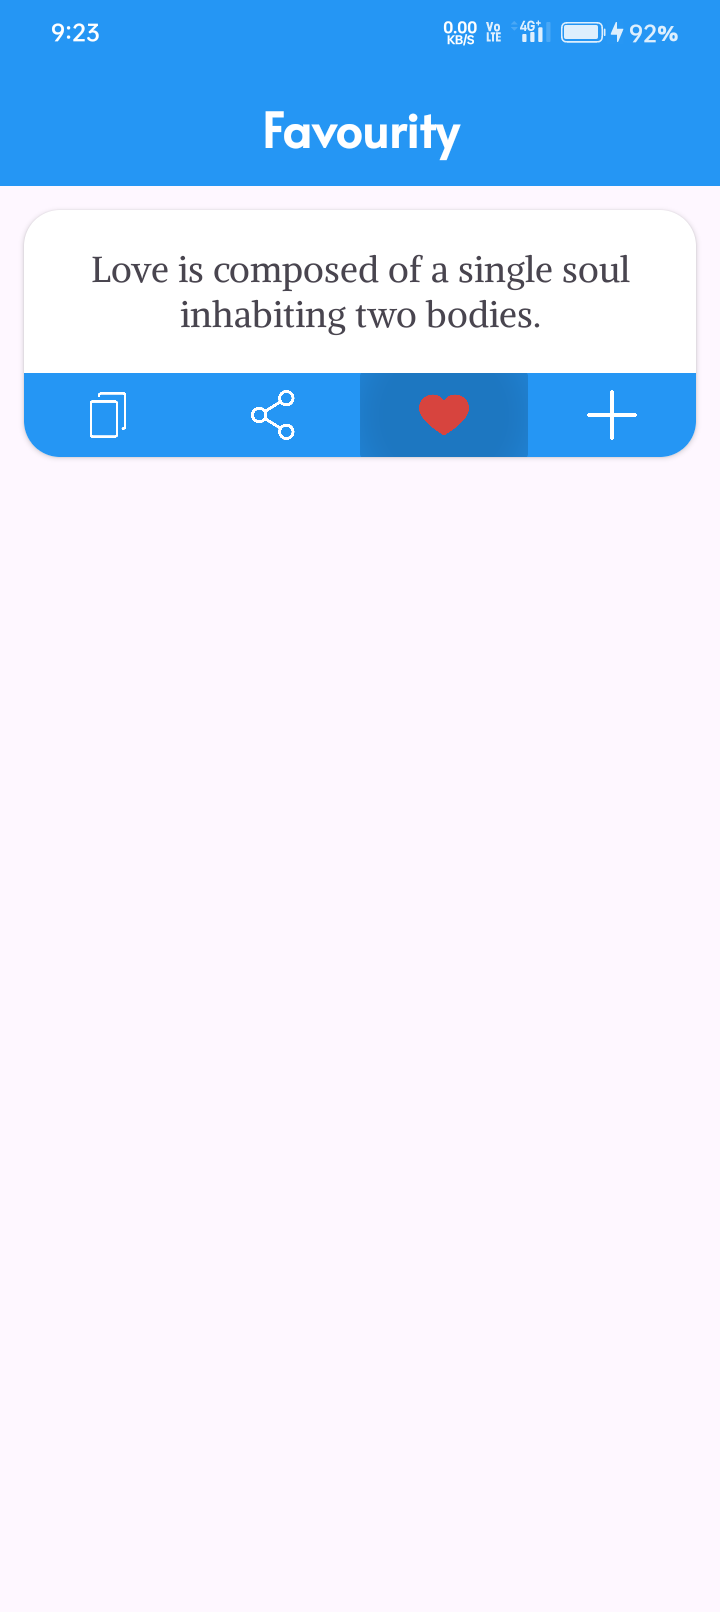 9:23
0.00
KB/S
Vo
LTE
4G+
92%
Favourity
Love is composed of a single soul
inhabiting two bodies.